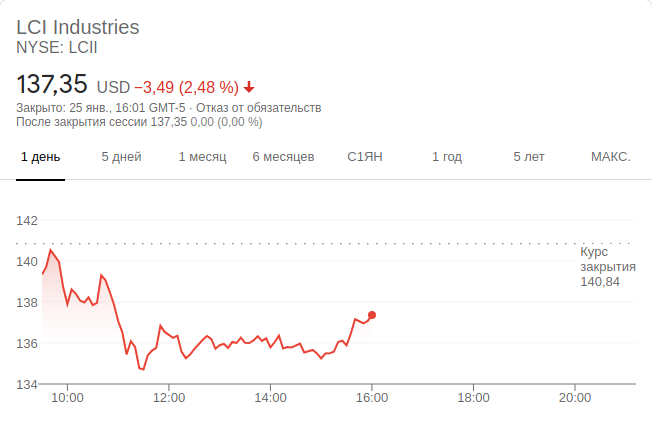 LCI Industries
NYSE: LCII
137,35 USD −3,49 (2,48 %)
Закрыто: 25 янв., 16:01 GMT-5 · Отказ от обязательств
После закрытия сессии 137,35 0,00 (0,00 %)
1 день 5 дней 1 месяц 6 месяцев С1ЯН 1 год 5 лет МАКС.
142
140
138
136
134
Курс
закрытия
140,84
10:00 12:00 14:00 16:00 18:00 20:00